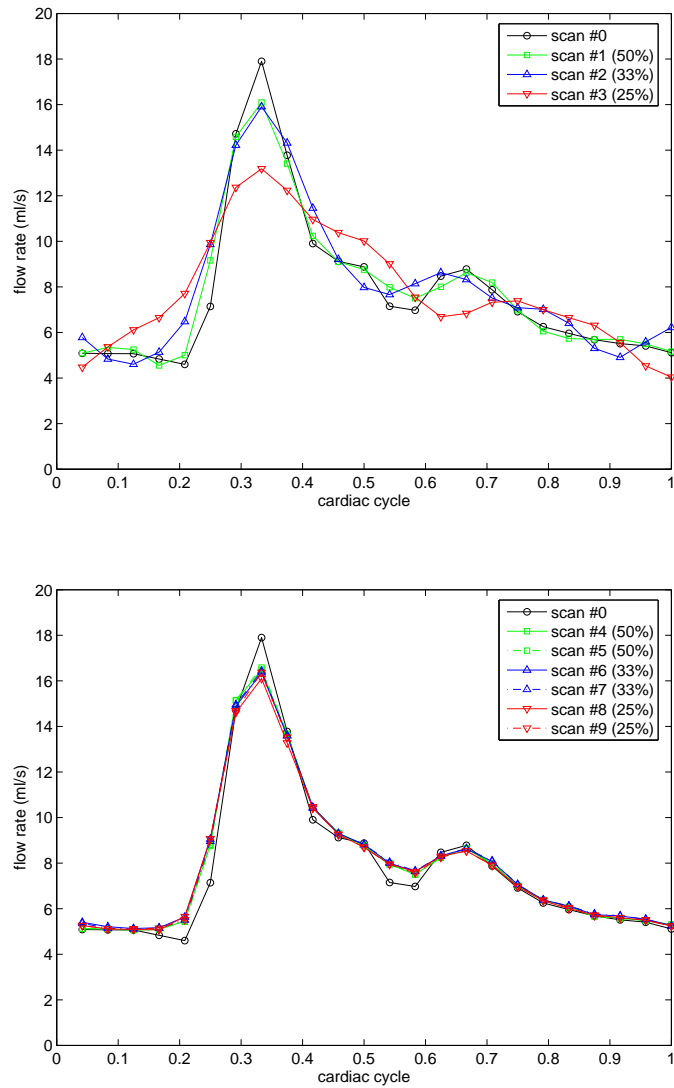 20
18
16
14
12
10
8
6
4
2
0
flow rate (ml/s)
scan #0
scan #1 (50%)
scan #2 (33%)
scan #3 (25%)
0 0.1 0.2 0.3 0.4 0.5 0.6 0.7 0.8 0.9 1
cardiac cycle
20
18
16
14
12
10
8
6
4
2
0
flow rate (ml/s)
scan #0
scan #4 (50%)
scan #5 (50%)
scan #6 (33%)
scan #7 (33%)
scan #8 (25%)
scan #9 (25%)
0 0.1 0.2 0.3 0.4 0.5 0.6 0.7 0.8 0.9 1
cardiac cycle